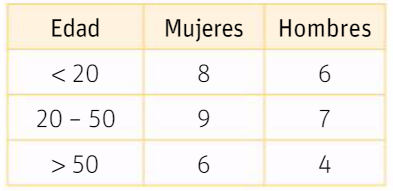 Edad Mujeres Hombres
< 20 8 6
20 – 50 9 7
> 50 6 4